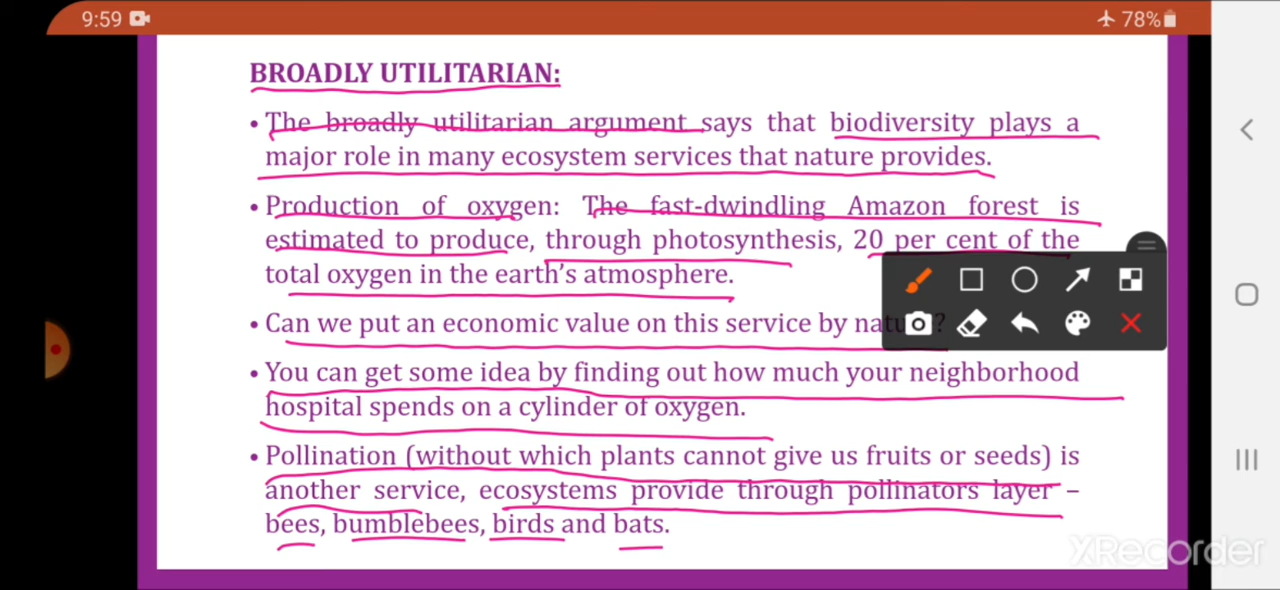 9:59
78%
BROADLY UTILITARIAN:
• The broadly utilitarian argument says that biodiversity plays a
major role in many ecosystem services that nature provides.
• Production of oxygen: The fast-dwindling Amazon forest is
estimated to produce, through photosynthesis, 20 per cent of the
total oxygen in the earth's atmosphere.
• Can we put an economic value on this service by nature?
• You can get some idea by finding out how much your neighborhood
hospital spends on a cylinder of oxygen.
• Pollination (without which plants cannot give us fruits or seeds) is
another service, ecosystems provide through pollinators layer –
bees, bumblebees, birds and bats.
XRecorder